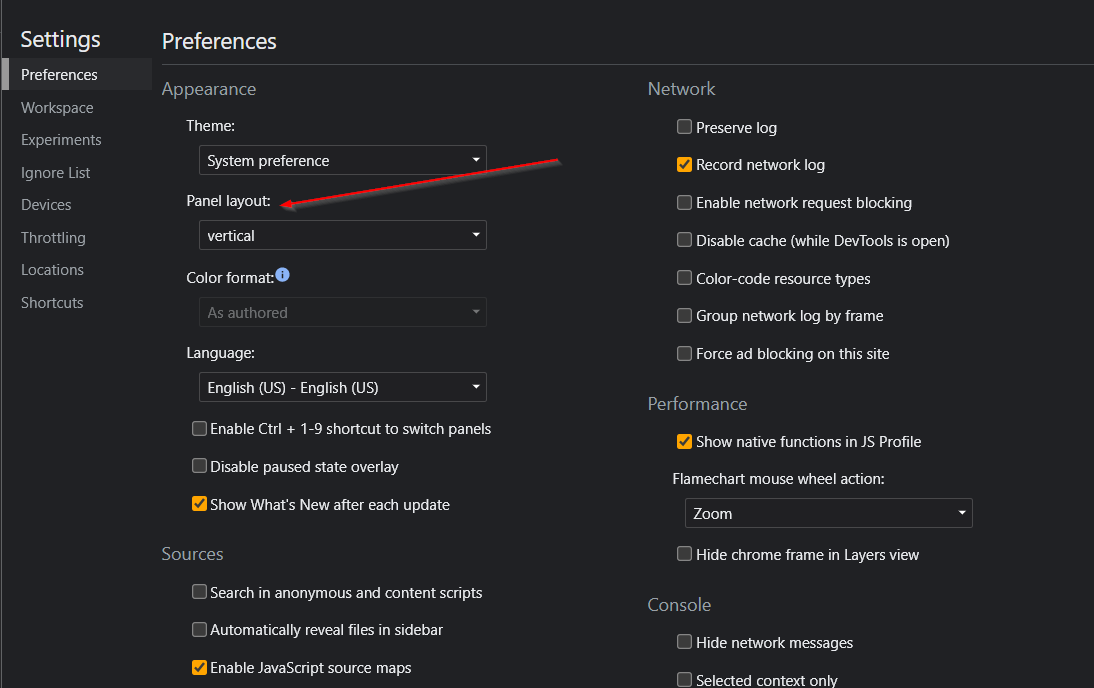 Settings
Preferences
Workspace
Experiments
Ignore List
Devices
Throttling
Locations
Shortcuts
Preferences
Appearance
Theme:
System preference
Panel layout:
vertical
Color format:
As authored
Language:
English (US) - English (US)
Enable Ctrl + 1-9 shortcut to switch panels
Disable paused state overlay
Show What's New after each update
Sources
Search in anonymous and content scripts
Automatically reveal files in sidebar
Enable JavaScript source maps
Network
Preserve log
Record network log
Enable network request blocking
Disable cache (while DevTools is open)
Color-code resource types
Group network log by frame
Force ad blocking on this site
Performance
Show native functions in JS Profile
Flamechart mouse wheel action:
Zoom
Hide chrome frame in Layers view
Console
Hide network messages
Selected context only